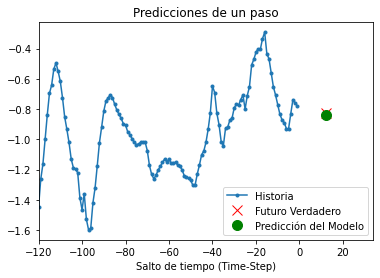 Predicciones de un paso
−0.4
−0.6
−0.8
−1.0
−1.2
−1.4
−1.6
−120 −100 −80 −60 −40 −20 0 20
Salto de tiempo (Time-Step)
Historia
Futuro Verdadero
Predicción del Modelo